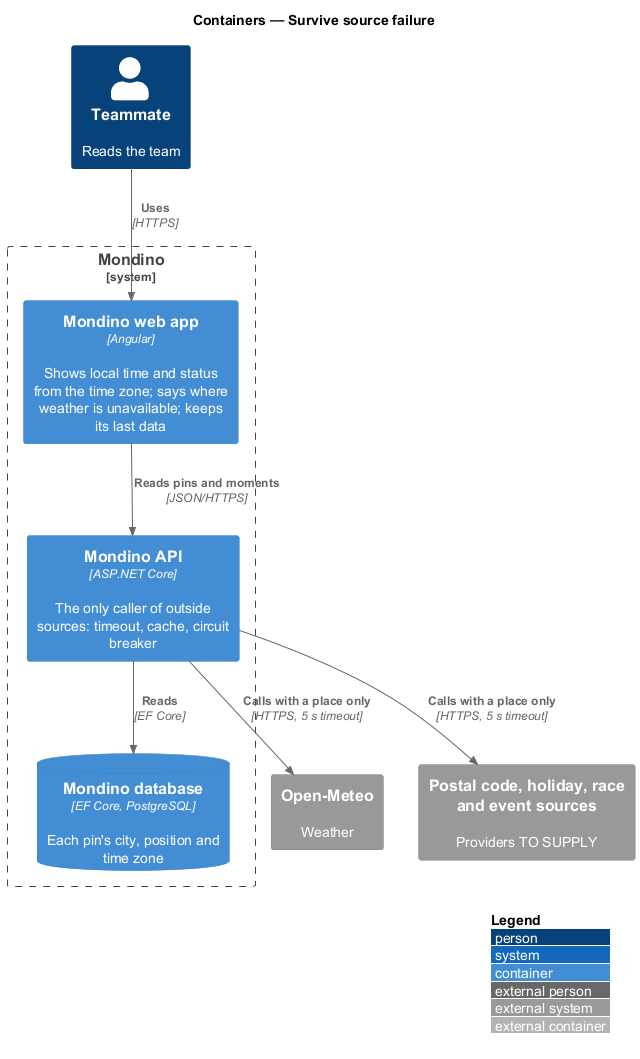 Containers — Survive source failure
Teammate
Reads the team
Uses
[HTTPS]
Mondino
[system]
Mondino web app
[Angular]
Shows local time and status
from the time zone; says where
weather is unavailable; keeps
its last data
Reads pins and moments
[JSON/HTTPS]
Mondino API
[ASP.NET Core]
The only caller of outside
sources: timeout, cache, circuit
breaker
Reads
[EF Core]
Calls with a place only
[HTTPS, 5 s timeout]
Calls with a place only
[HTTPS, 5 s timeout]
Mondino database
[EF Core, PostgreSQL]
Each pin's city, position and
time zone
Open-Meteo
Weather
Postal code, holiday, race
and event sources
Providers TO SUPPLY
Legend
person
system
container
external person
external system
external container